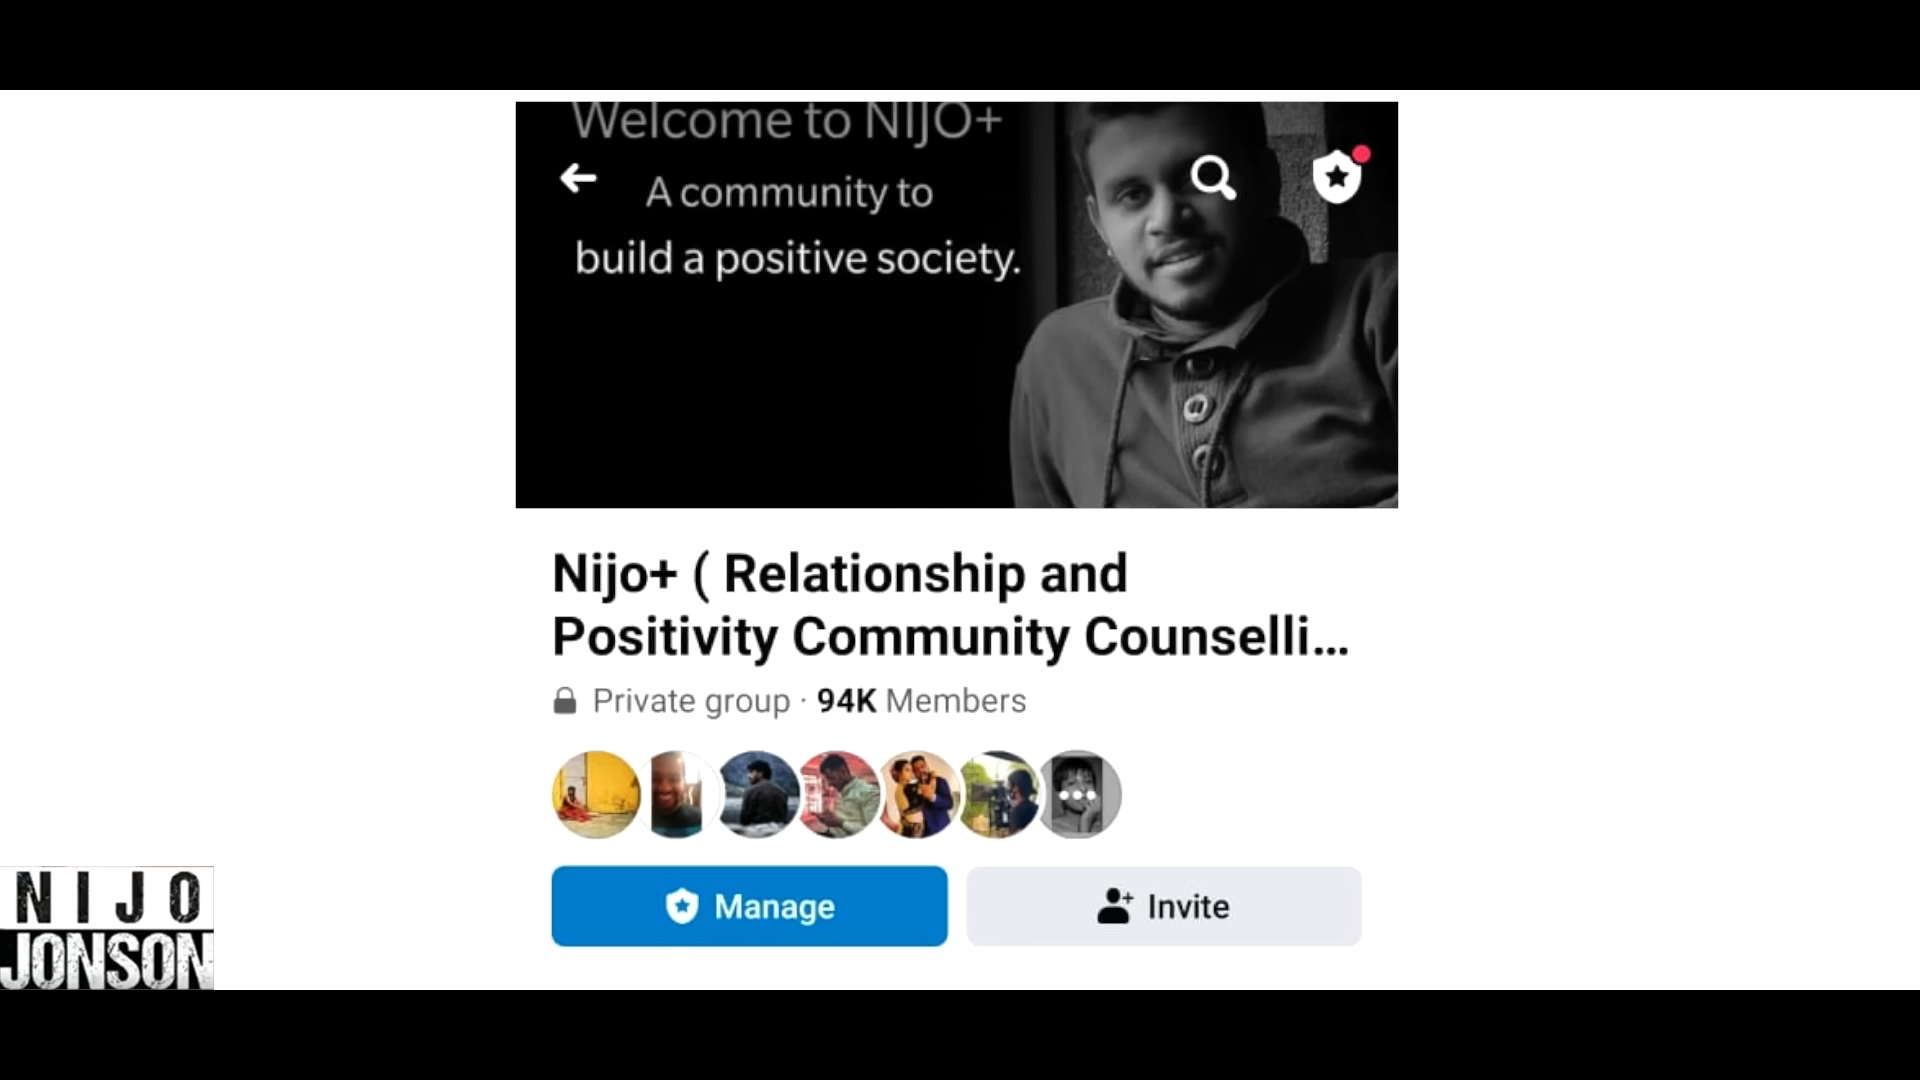 Welcome to NIJO+
A community to
build a positive society.
Nijo+ ( Relationship and
Positivity Community Counselli...
Private group · 94K Members
Manage
Invite
NIJO
JONSON